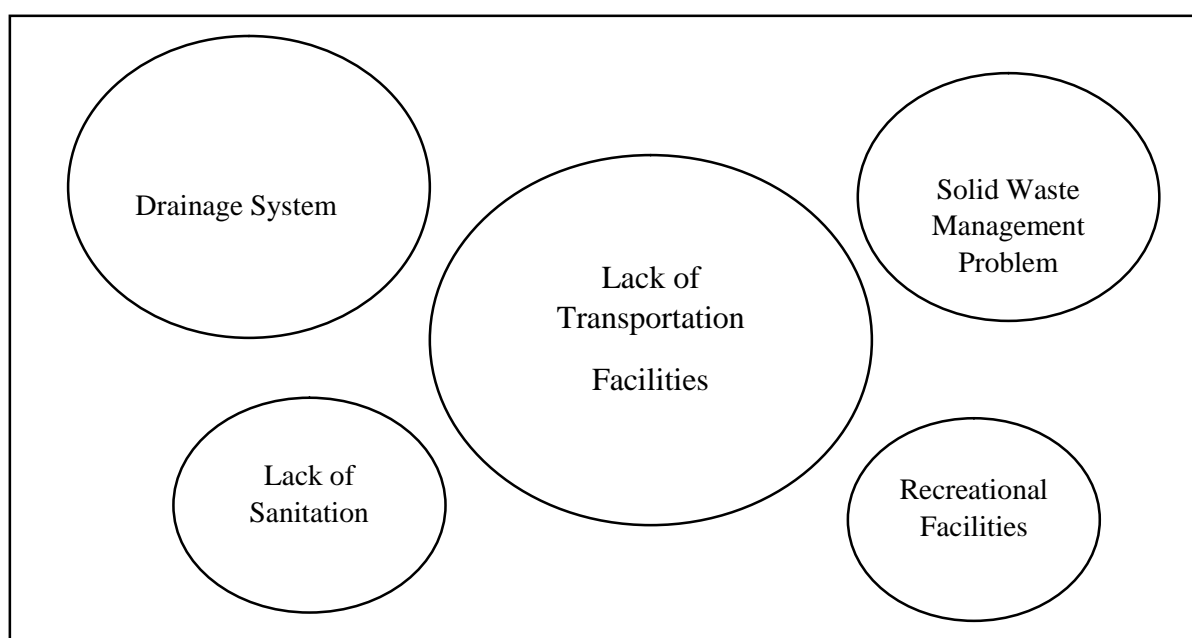 Drainage System
Solid Waste
Management
Problem
Lack of
Transportation
Facilities
Lack of
Sanitation
Recreational
Facilities